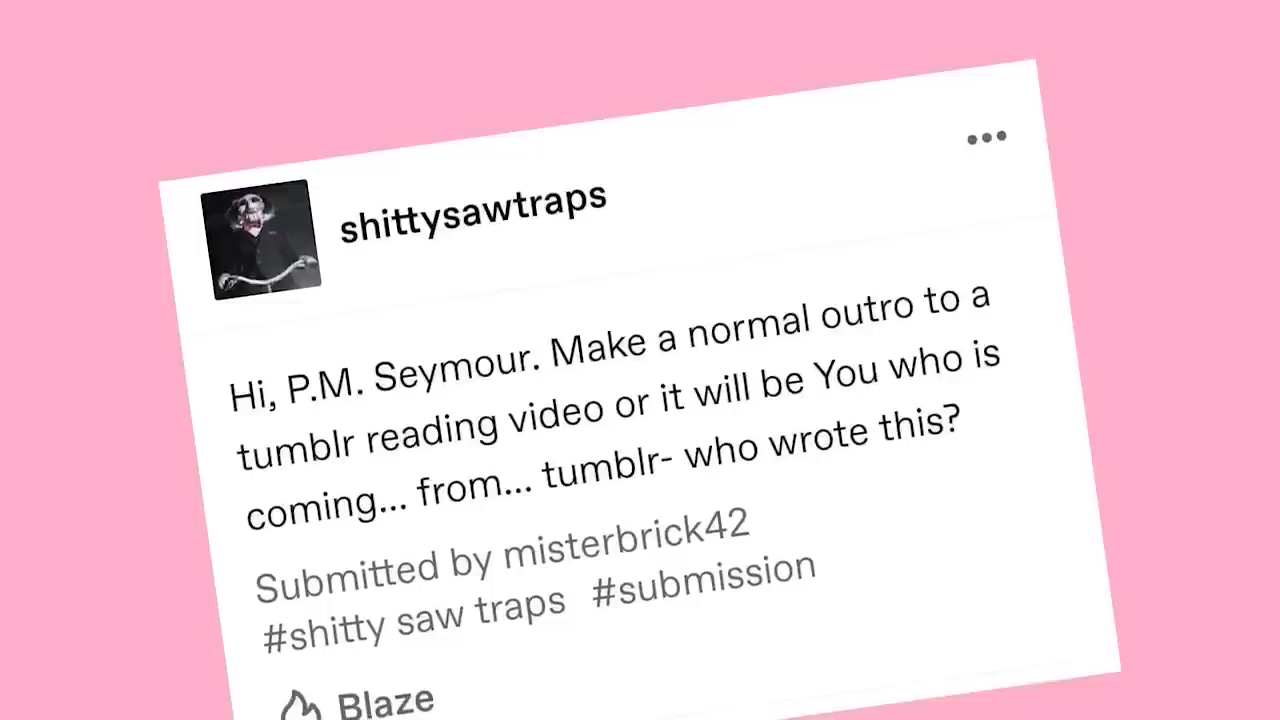 shittysawtraps
Hi, P.M. Seymour. Make a normal outro to a
tumblr reading video or it will be You who is
coming... from... tumblr- who wrote this?
Submitted by misterbrick42
#shitty saw traps #submission
Blaze